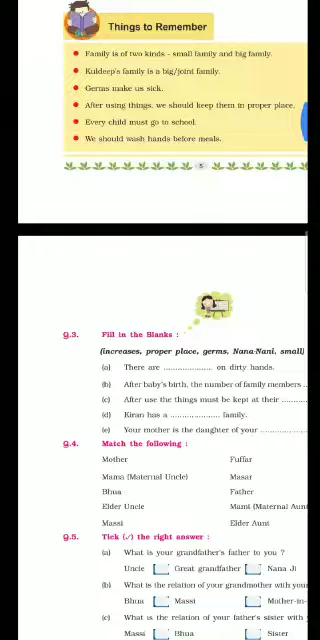 Things to Remember
Family is of two kinds - small family and big family.
Kuldeep's family is a big/joint family.
Germs make us sick.
After using things, we should keep them in proper place.
Every child must go to school.
We should wash hands before meals.
5
Q.3. Fill in the Blanks :
(increases, proper place, germs, Nana-Nani, small)
(a) There are .................... on dirty hands.
(b) After baby's birth, the number of family members ..
(c) After use the things must be kept at their ..........
(d) Kiran has a .................... family.
(e) Your mother is the daughter of your ..................
Q.4. Match the following :
Mother Fuffar
Mama (Maternal Uncle) Masar
Bhua Father
Elder Uncle Mami (Maternal Aun
Massi Elder Aunt
Q.5. Tick (✓) the right answer :
(a) What is your grandfather's father to you ?
Uncle Great grandfather Nana Ji
(b) What is the relation of your grandmother with you
Bhua Massi Mother-in-
(c) What is the relation of your father's sister with
Massi Bhua Sister